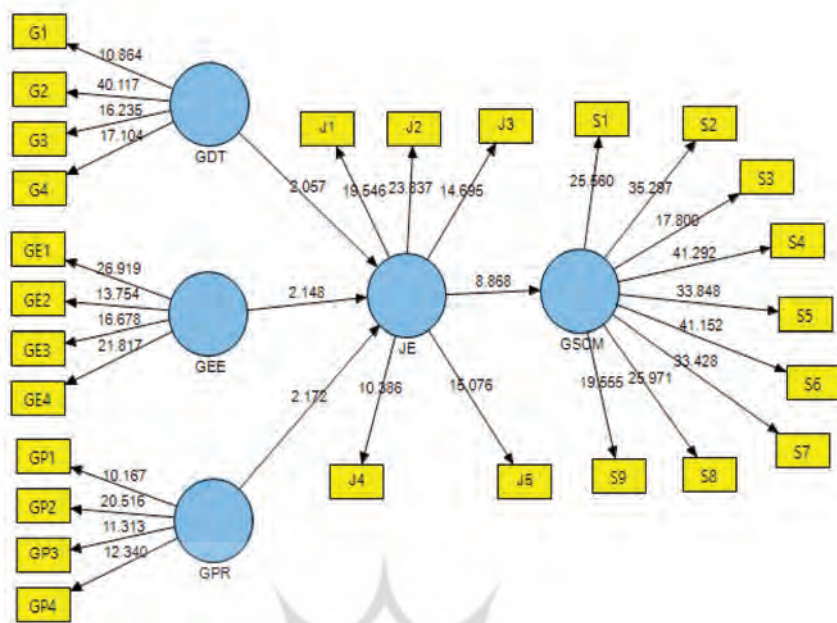 G1
10.864
G2
40.117
G3
16.235
G4
17.104
GDT
2.057
J1
J2
J3
19.546
23.837
14.695
S1
S2
S3
S4
S5
S6
S7
S8
S9
25.560
35.297
17.800
41.292
33.848
41.152
33.428
25.971
19.555
GE1
26.919
GE2
13.754
GE3
16.678
GE4
21.817
GEE
2.148
JE
8.868
GSCM
10.386
15.076
J4
J5
GP1
10.167
GP2
20.516
GP3
11.313
GP4
12.340
GPR
2.172